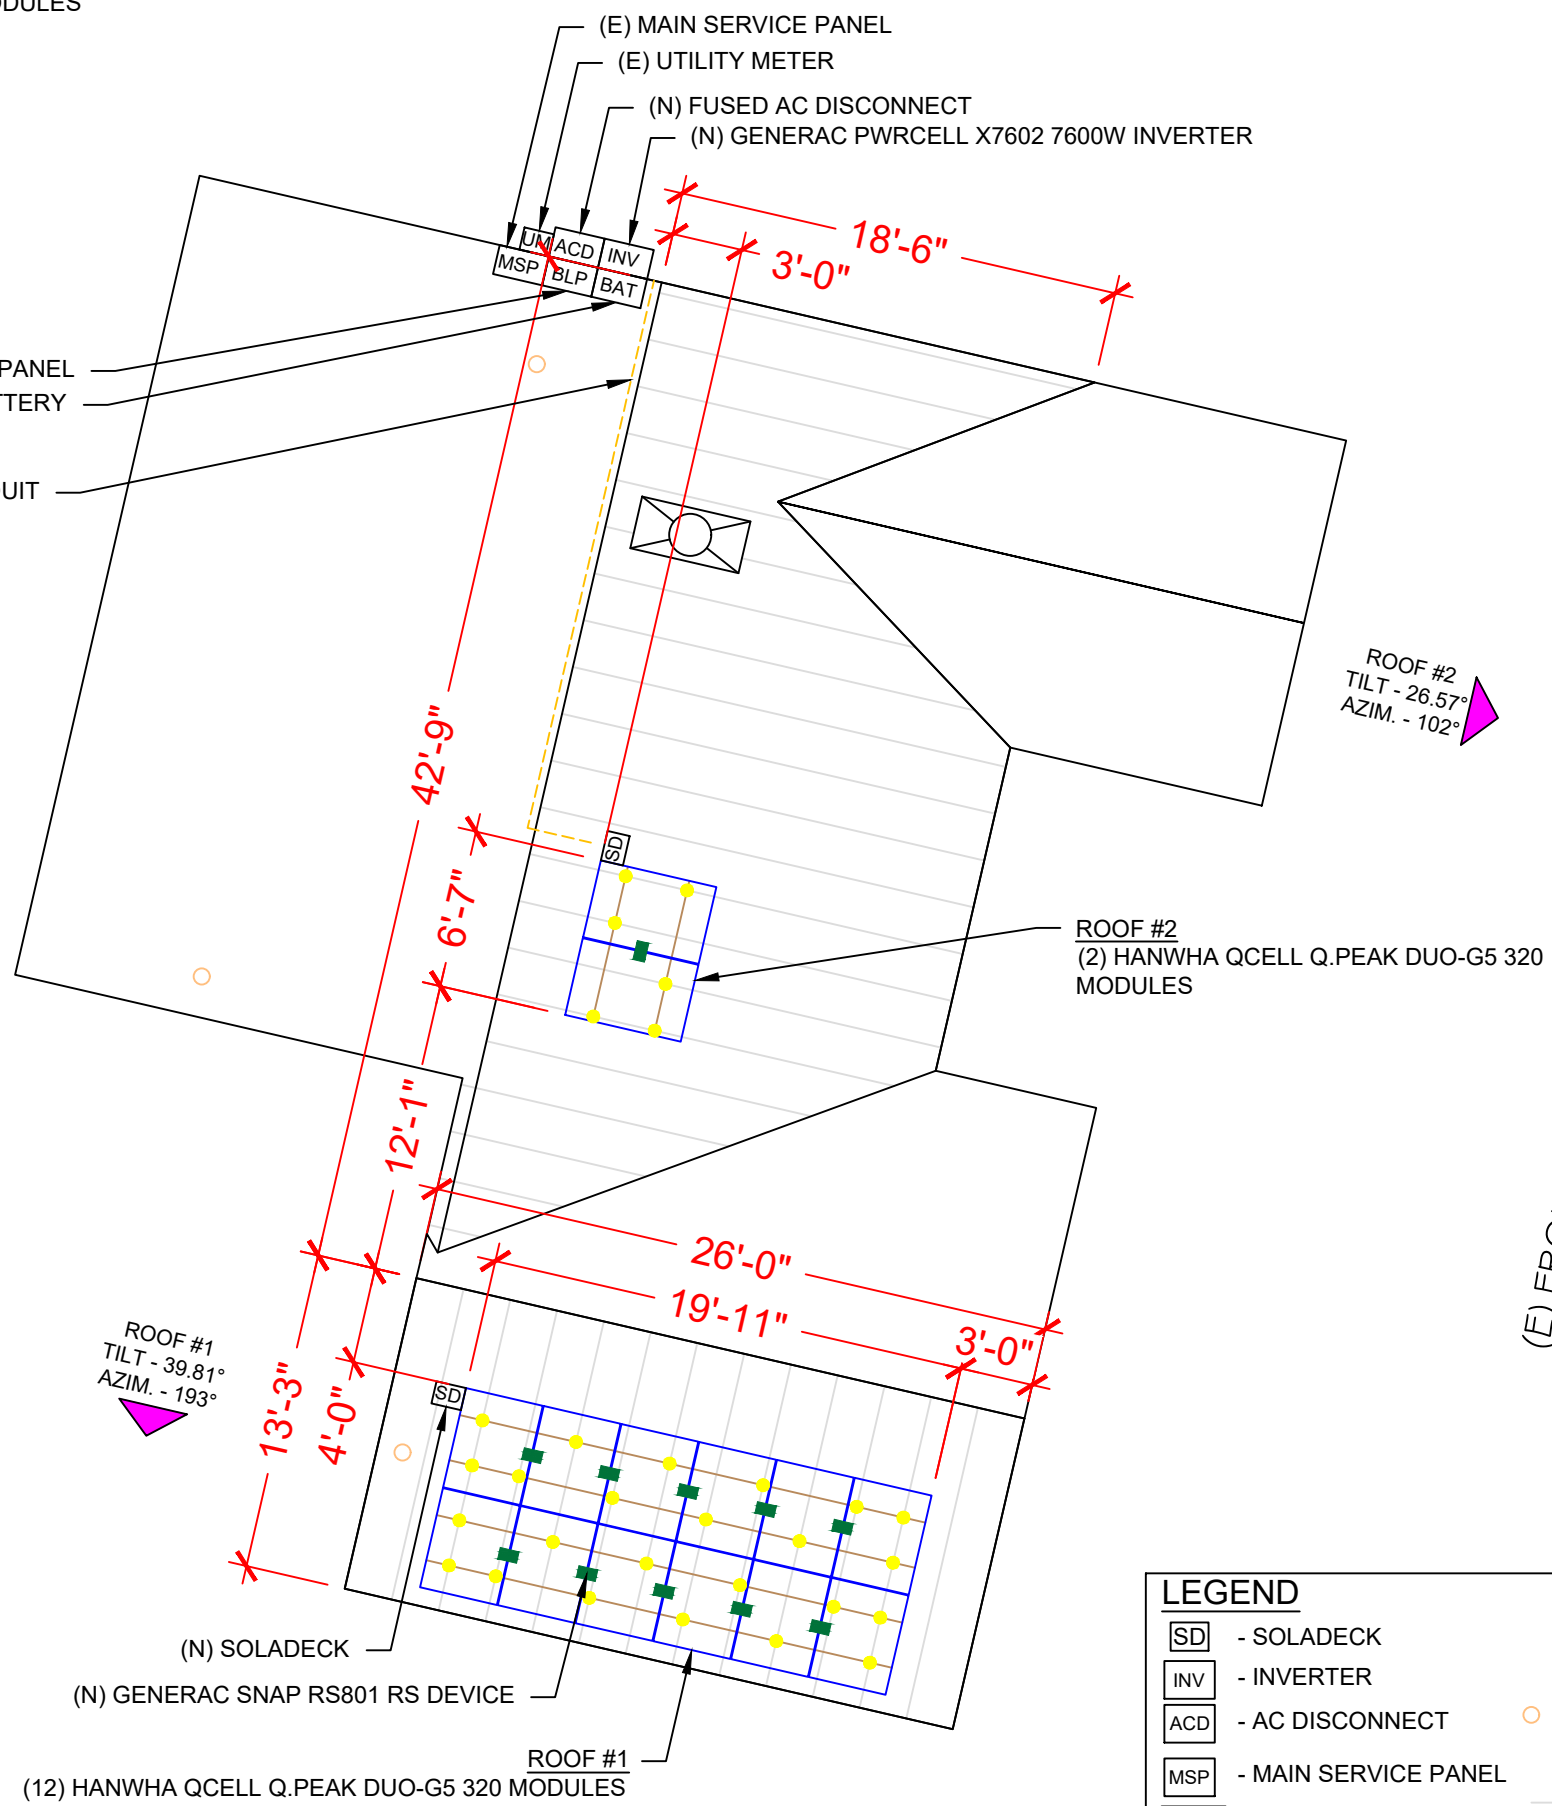 (E) MAIN SERVICE PANEL
(E) UTILITY METER
(N) FUSED AC DISCONNECT
(N) GENERAC PWRCELL X7602 7600W INVERTER
18'-6"
3'-0"
UM
ACD
INV
MSP
BLP
BAT
PANEL
42'-9"
ROOF #2
TILT - 26.57°
AZIM. - 102°
SD
6'-7"
ROOF #2
(2) HANWHA QCELL Q.PEAK DUO-G5 320
MODULES
12'-1"
26'-0"
19'-11"
3'-0"
ROOF #1
TILT - 39.81°
AZIM. - 193°
13'-3"
4'-0"
SD
(N) SOLADECK
(N) GENERAC SNAP RS801 RS DEVICE
ROOF #1
(12) HANWHA QCELL Q.PEAK DUO-G5 320 MODULES
LEGEND
SD - SOLADECK
INV - INVERTER
ACD - AC DISCONNECT
MSP - MAIN SERVICE PANEL